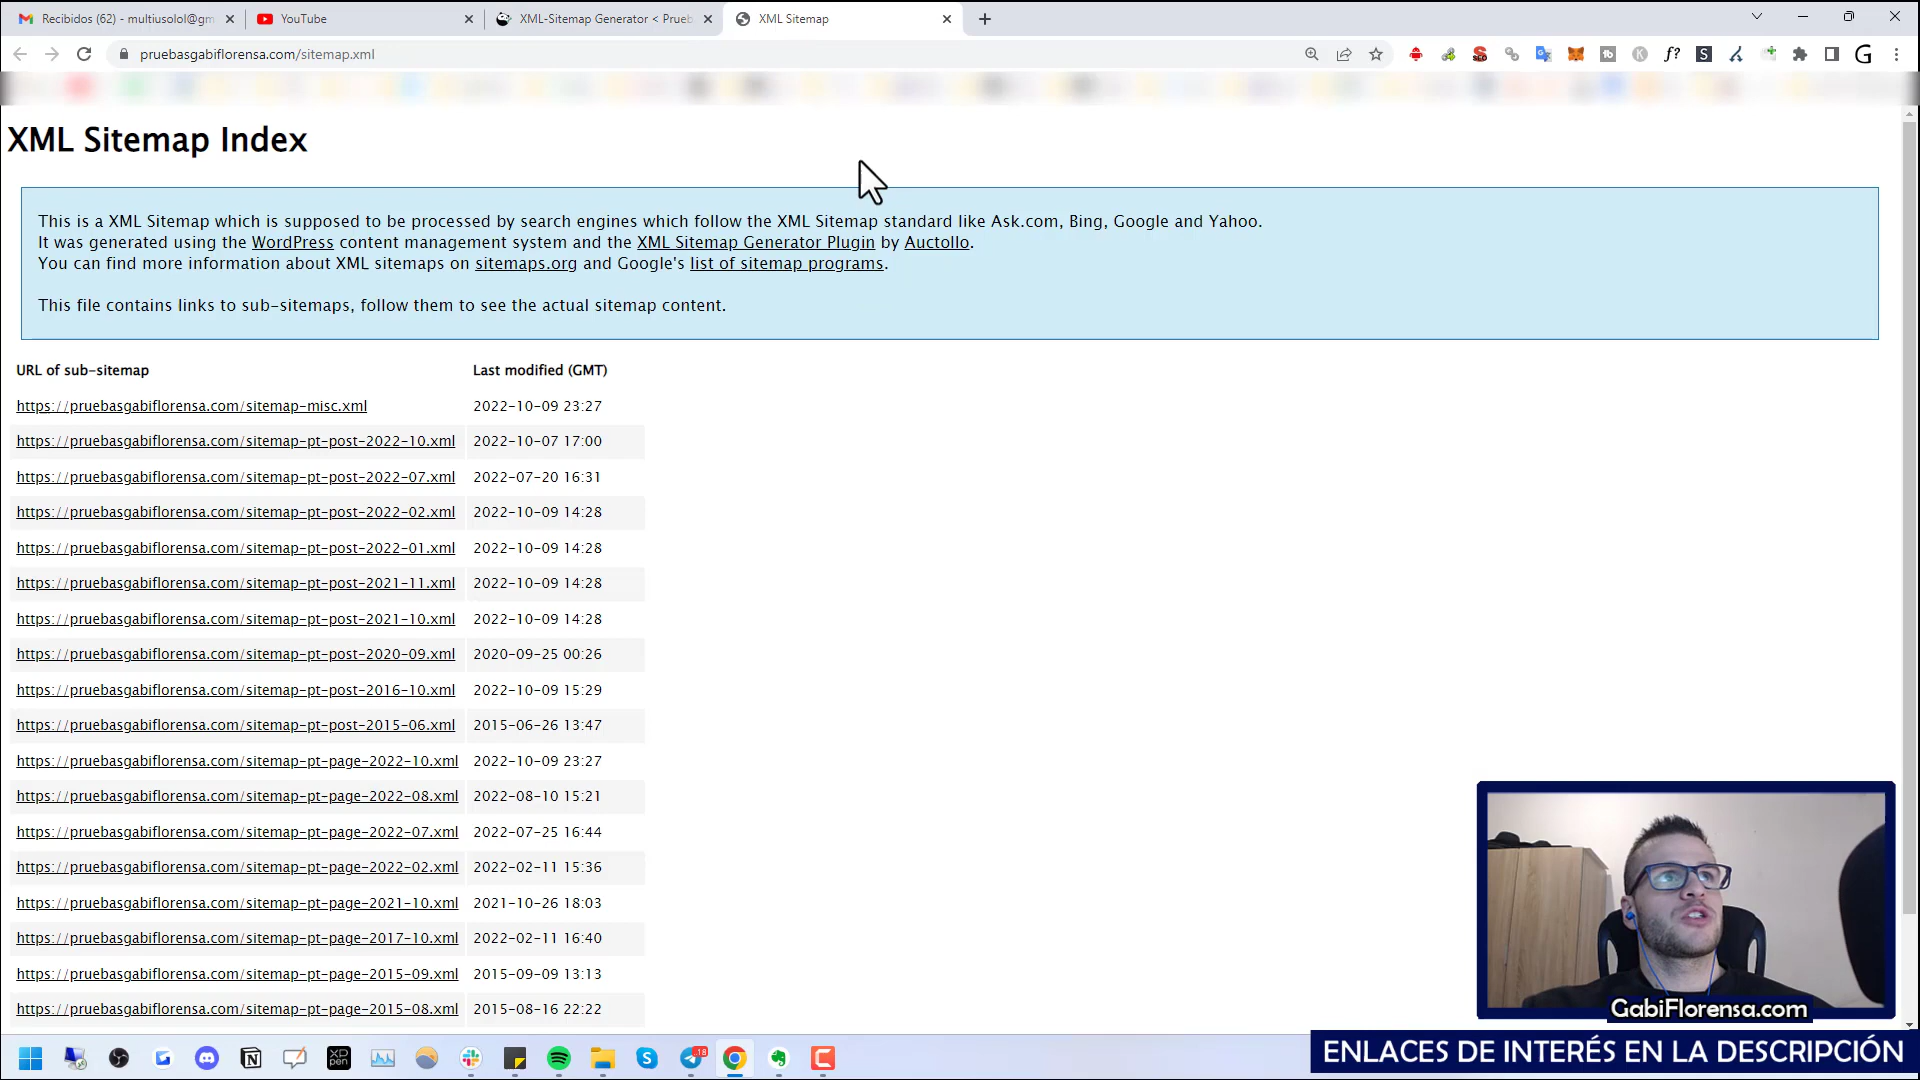 Recibidos (62) - multiusolol@gm
YouTube
XML-Sitemap Generator < Prueb
XML Sitemap
pruebasgabiflorensa.com/sitemap.xml
XML Sitemap Index
This is a XML Sitemap which is supposed to be processed by search engines which follow the XML Sitemap standard like Ask.com, Bing, Google and Yahoo.
It was generated using the WordPress content management system and the XML Sitemap Generator Plugin by Auctollo.
You can find more information about XML sitemaps on sitemaps.org and Google's list of sitemap programs.
This file contains links to sub-sitemaps, follow them to see the actual sitemap content.
URL of sub-sitemap Last modified (GMT)
https://pruebasgabiflorensa.com/sitemap-misc.xml 2022-10-09 23:27
https://pruebasgabiflorensa.com/sitemap-pt-post-2022-10.xml 2022-10-07 17:00
https://pruebasgabiflorensa.com/sitemap-pt-post-2022-07.xml 2022-07-20 16:31
https://pruebasgabiflorensa.com/sitemap-pt-post-2022-02.xml 2022-10-09 14:28
https://pruebasgabiflorensa.com/sitemap-pt-post-2022-01.xml 2022-10-09 14:28
https://pruebasgabiflorensa.com/sitemap-pt-post-2021-11.xml 2022-10-09 14:28
https://pruebasgabiflorensa.com/sitemap-pt-post-2021-10.xml 2022-10-09 14:28
https://pruebasgabiflorensa.com/sitemap-pt-post-2020-09.xml 2020-09-25 00:26
https://pruebasgabiflorensa.com/sitemap-pt-post-2016-10.xml 2022-10-09 15:29
https://pruebasgabiflorensa.com/sitemap-pt-post-2015-06.xml 2015-06-26 13:47
https://pruebasgabiflorensa.com/sitemap-pt-page-2022-10.xml 2022-10-09 23:27
https://pruebasgabiflorensa.com/sitemap-pt-page-2022-08.xml 2022-08-10 15:21
https://pruebasgabiflorensa.com/sitemap-pt-page-2022-07.xml 2022-07-25 16:44
https://pruebasgabiflorensa.com/sitemap-pt-page-2022-02.xml 2022-02-11 15:36
https://pruebasgabiflorensa.com/sitemap-pt-page-2021-10.xml 2021-10-26 18:03
https://pruebasgabiflorensa.com/sitemap-pt-page-2017-10.xml 2022-02-11 16:40
https://pruebasgabiflorensa.com/sitemap-pt-page-2015-09.xml 2015-09-09 13:13
https://pruebasgabiflorensa.com/sitemap-pt-page-2015-08.xml 2015-08-16 22:22
GabiFlorensa.com
ENLACES DE INTERÉS EN LA DESCRIPCIÓN